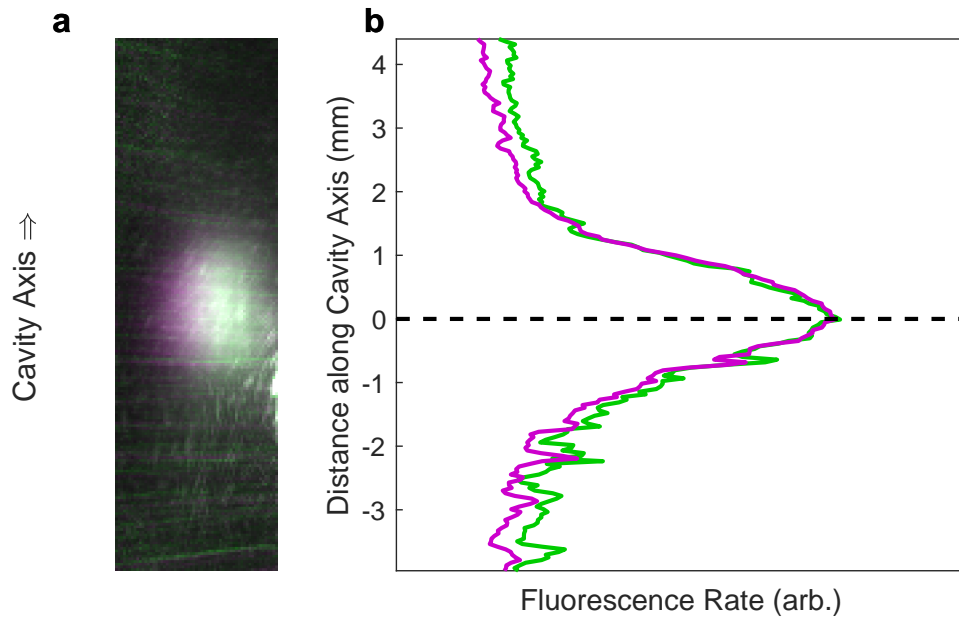 a
b
Cavity Axis ⇒
Distance along Cavity Axis (mm)
4
3
2
1
0
-1
-2
-3
Fluorescence Rate (arb.)